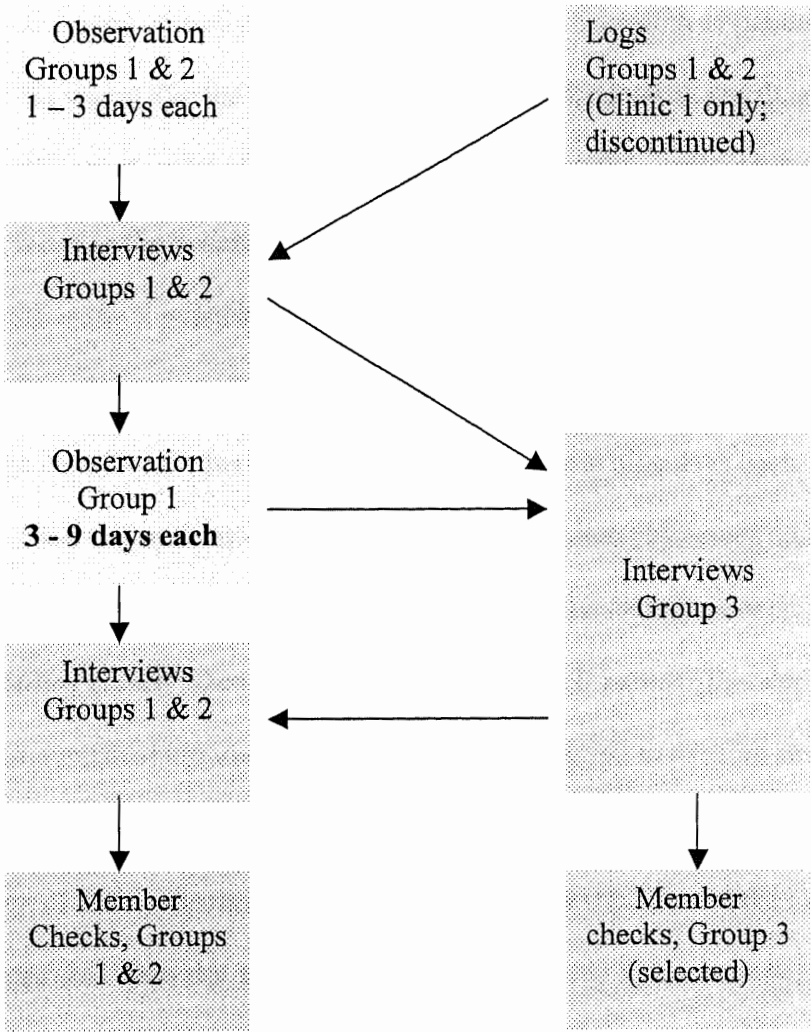 Observation
Groups 1 & 2
1 – 3 days each
Logs
Groups 1 & 2
(Clinic 1 only;
discontinued)
Interviews
Groups 1 & 2
Observation
Group 1
3 - 9 days each
Interviews
Group 3
Interviews
Groups 1 & 2
Member
Checks, Groups
1 & 2
Member
checks, Group 3
(selected)